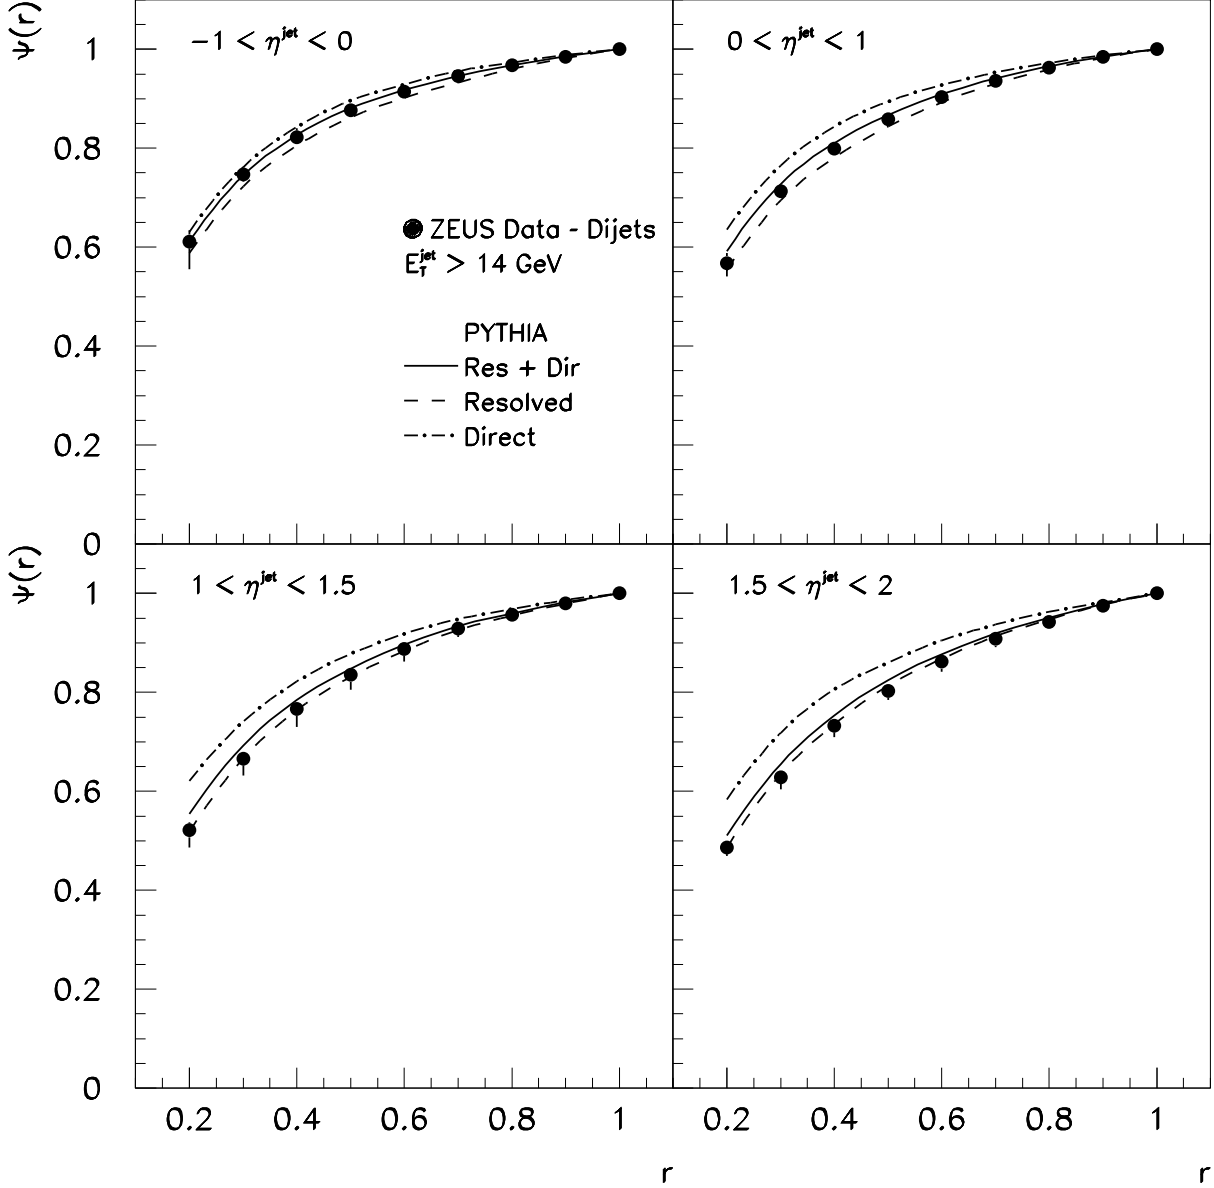 ψ(r)
1
0.8
0.6
0.4
0.2
0
−1 < η^jet < 0
ZEUS Data - Dijets
E_T^jet > 14 GeV
PYTHIA
Res + Dir
Resolved
Direct
0 < η^jet < 1
ψ(r)
1
0.8
0.6
0.4
0.2
0
1 < η^jet < 1.5
1.5 < η^jet < 2
0.2 0.4 0.6 0.8 1
0.2 0.4 0.6 0.8 1
r
r